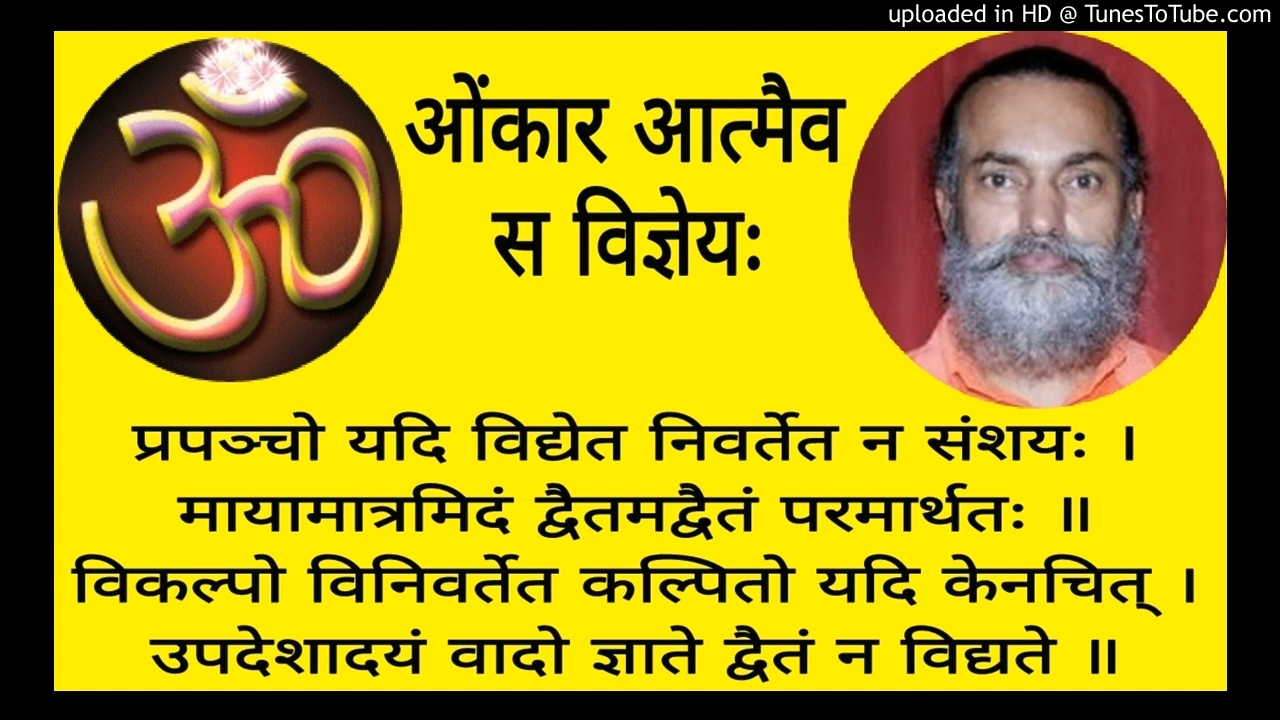 uploaded in HD @ TunesToTube.com
ओंकार आत्मैव
स विज्ञेयः
प्रपञ्चो यदि विद्येत निवर्तेत न संशयः ।
मायामात्रमिदं द्वैतमद्वैतं परमार्थतः ॥
विकल्पो विनिवर्तेत कल्पितो यदि केनचित् ।
उपदेशादयं वादो ज्ञाते द्वैतं न विद्यते ॥